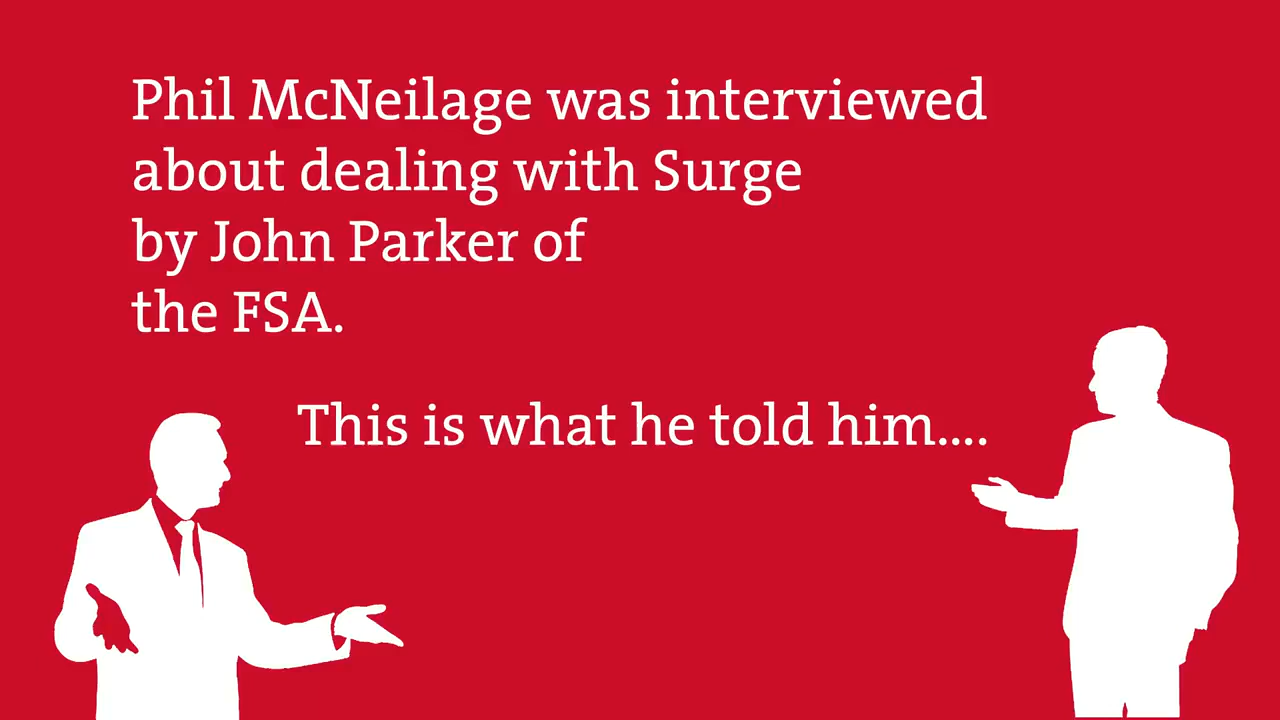 Phil McNeilage was interviewed
about dealing with Surge
by John Parker of
the FSA.
This is what he told him....